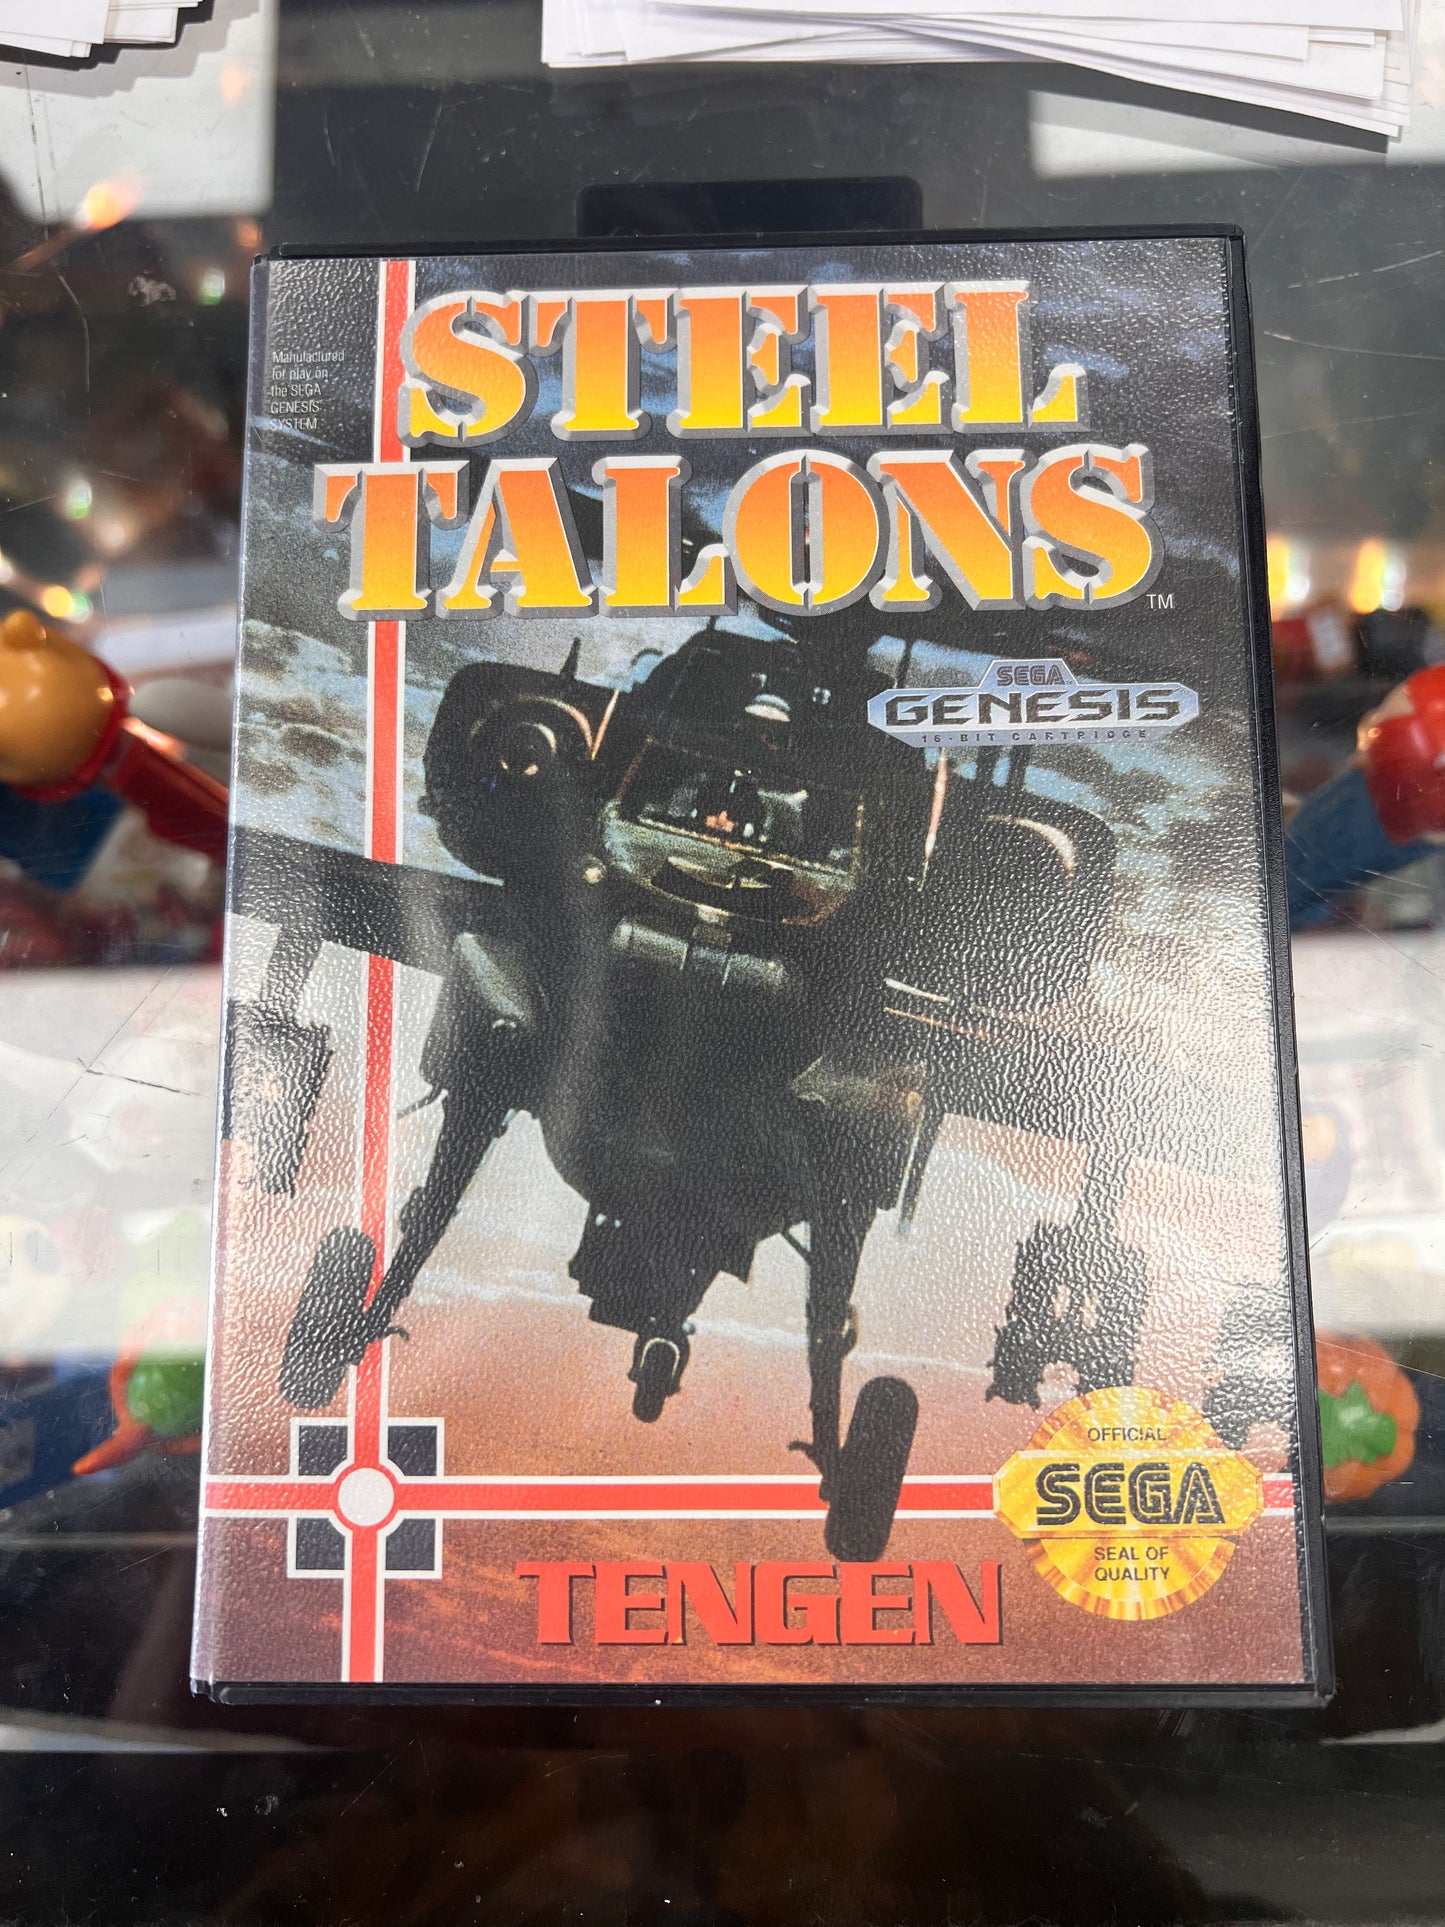 STEEL
TALONS
TM
Manufactured
for play on
the SEGA
GENESIS™
SYSTEM
SEGA
GENESIS
16-BIT CARTRIDGE
OFFICIAL
SEGA
SEAL OF
QUALITY
TENGEN